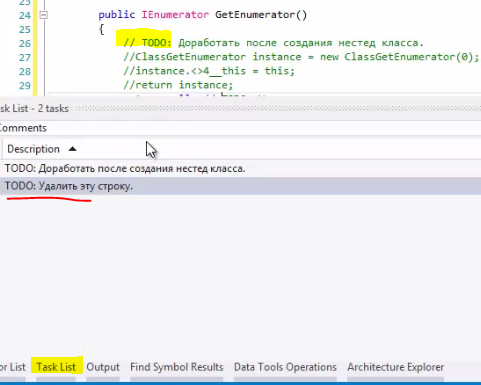 24 public IEnumerator GetEnumerator()
25 {
26 // TODO: Доработать после создания нестед класса.
27 //ClassGetEnumerator instance = new ClassGetEnumerator(0);
28 //instance.<>4__this = this;
29 //return instance;
sk List - 2 tasks
Comments
Description
TODO: Доработать после создания нестед класса.
TODO: Удалить эту строку.
or List Task List Output Find Symbol Results Data Tools Operations Architecture Explorer